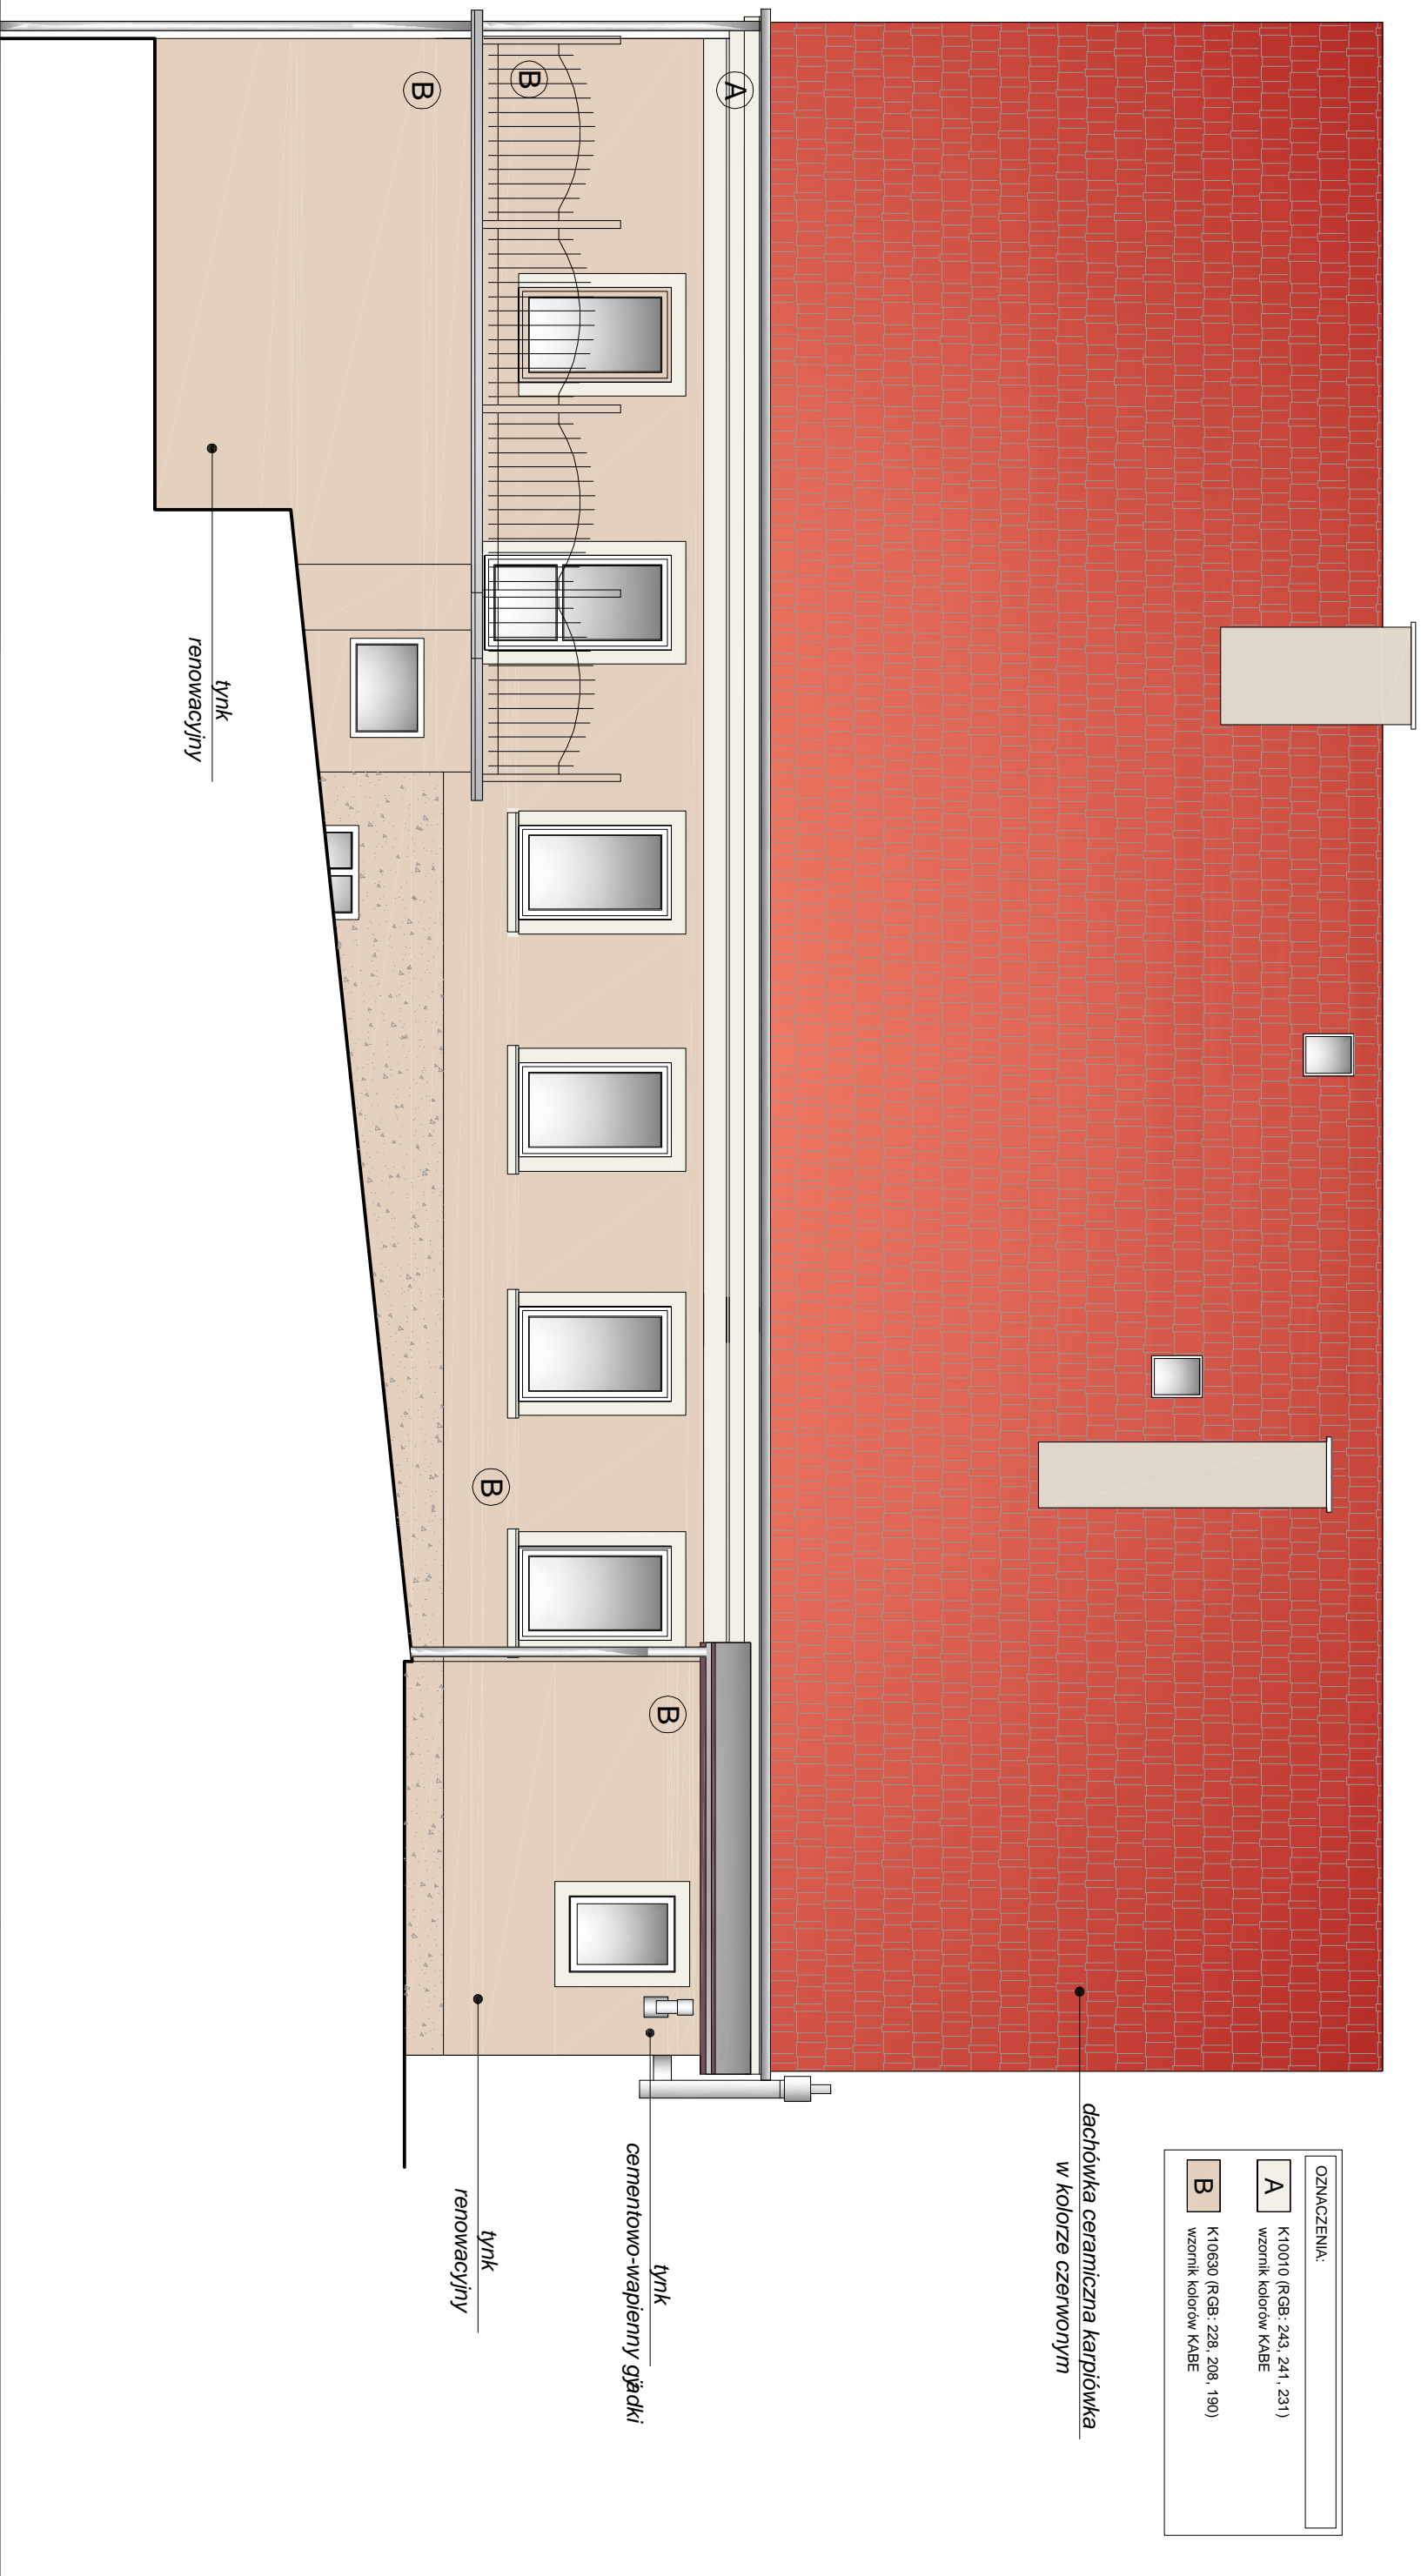 OZNACZENIA:
A
K10010 (RGB: 243, 241, 231)
wzornik kolorów KABE
B
K10630 (RGB: 228, 208, 190)
wzornik kolorów KABE
dachówka ceramiczna karpiówka
w kolorze czerwonym
A
B
B
B
B
tynk
cementowo-wapienny
tynk
renowacyjny
tynk
renowacyjny